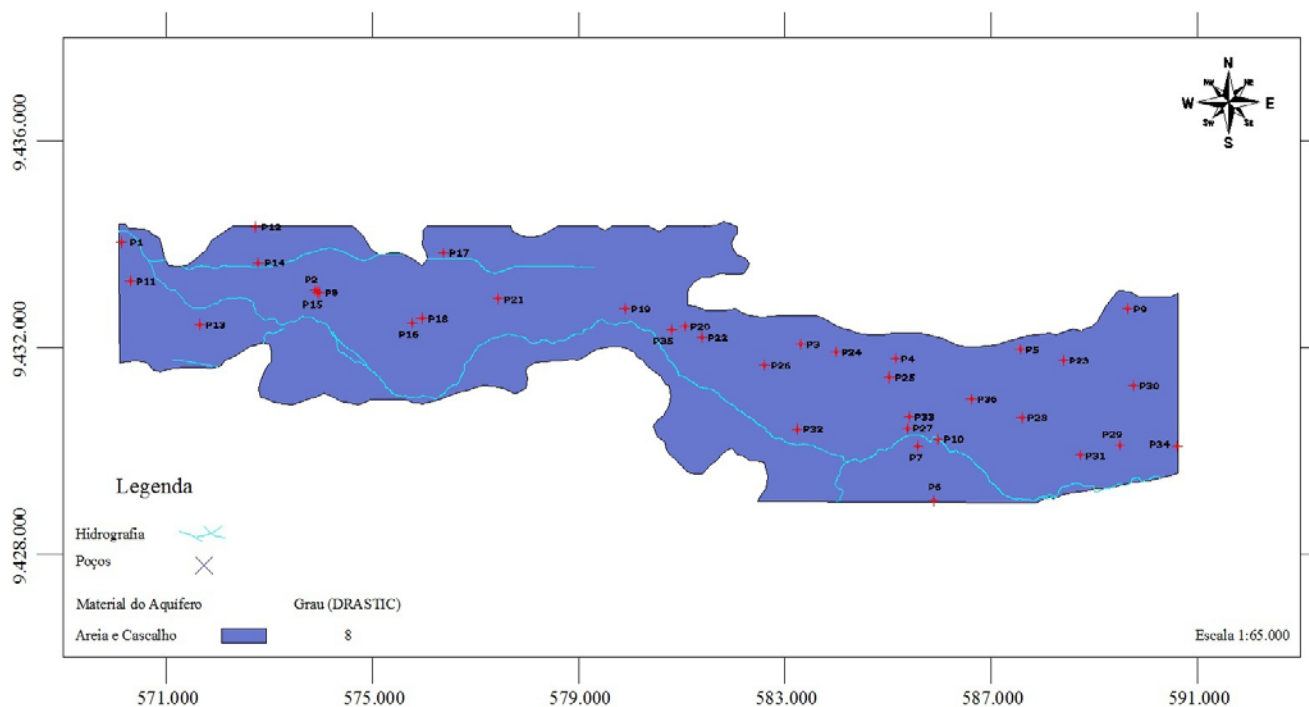 N
NW
NE
W
E
SW
SE
S
9.436.000
9.432.000
9.428.000
P12
P1
P14
P17
P11
P2
P8
P15
P21
P13
P18
P16
P19
P20
P35
P22
P3
P24
P4
P5
P9
P23
P26
P25
P30
P36
P33
P28
P32
P27
P10
P7
P29
P34
P31
P6
Legenda
Hidrografia
Poços
Material do Aquífero Grau (DRASTIC)
Areia e Cascalho 8
Escala 1:65.000
571.000 575.000 579.000 583.000 587.000 591.000